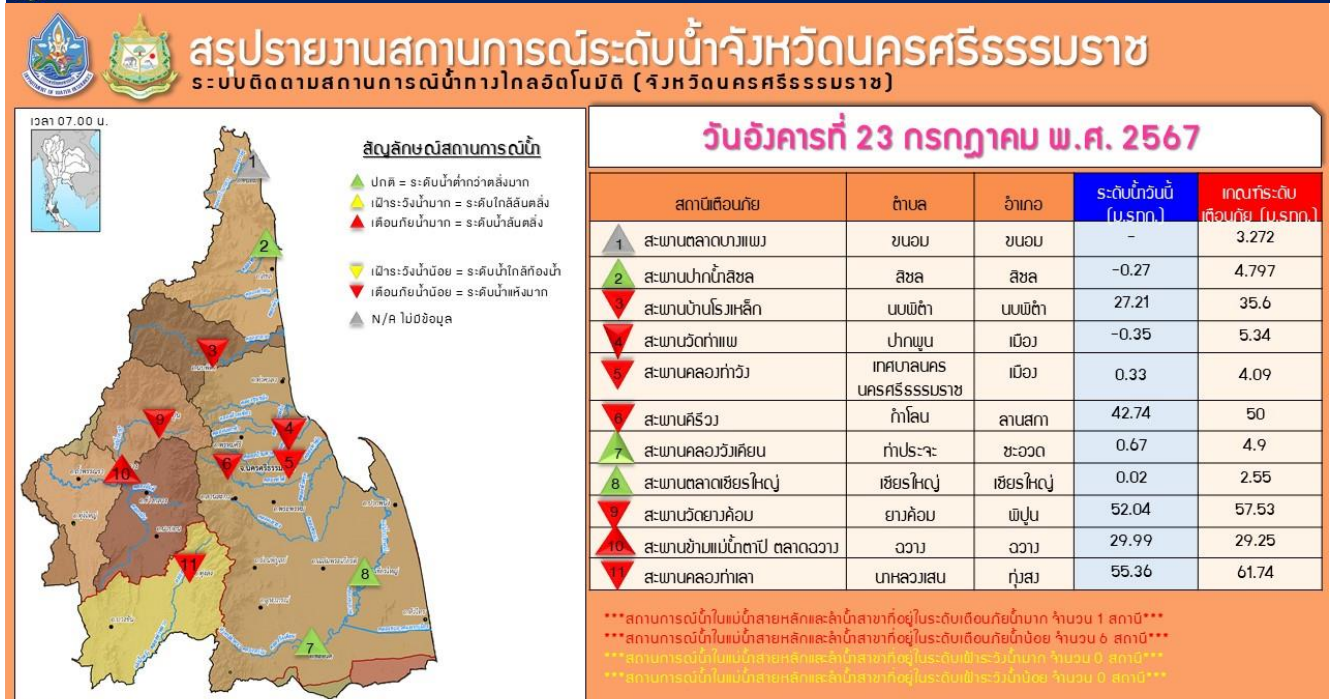 สรุปรายงานสถานการณ์ระดับน้ำจังหวัดนครศรีธรรมราช
ระบบติดตามสถานการณ์น้ำทางไกลอัตโนมัติ (จังหวัดนครศรีธรรมราช)
เวลา 07.00 น.
สัญลักษณ์สถานการณ์น้ำ
ปกติ = ระดับน้ำต่ำกว่าตลิ่งมาก
เฝ้าระวังน้ำมาก = ระดับใกล้ล้นตลิ่ง
เตือนภัยน้ำมาก = ระดับน้ำล้นตลิ่ง
เฝ้าระวังน้ำน้อย = ระดับน้ำใกล้ท้องน้ำ
เตือนภัยน้ำน้อย = ระดับน้ำแห้งมาก
N/A ไม่มีข้อมูล
1
2
3
9
4
10
6
5
11
8
7
วันอังคารที่ 23 กรกฎาคม พ.ศ. 2567
สถานีเตือนภัย ตำบล อำเภอ ระดับน้ำวันนี้ (ม.รทก.) เกณฑ์ระดับเตือนภัย (ม.รทก.)
1 สะพานตลาดบางแพง ขนอม ขนอม - 3.272
2 สะพานปากน้ำสิชล สิชล สิชล -0.27 4.797
3 สะพานบ้านโรงเหล็ก นบพิตำ นบพิตำ 27.21 35.6
4 สะพานวัดท่าแพ ปากพูน เมือง -0.35 5.34
5 สะพานคลองท่าวัง เทศบาลนครนครศรีธรรมราช เมือง 0.33 4.09
6 สะพานคีรีวง กำโลน ลานสกา 42.74 50
7 สะพานคลองวังเคียน ท่าประจะ ชะอวด 0.67 4.9
8 สะพานตลาดเชียรใหญ่ เชียรใหญ่ เชียรใหญ่ 0.02 2.55
9 สะพานวัดยางค้อม ยางค้อม พิปูน 52.04 57.53
10 สะพานข้ามแม่น้ำตาปี ตลาดฉวาง ฉวาง ฉวาง 29.99 29.25
11 สะพานคลองท่าเลา นาหลวงเสน ทุ่งสง 55.36 61.74
***สถานการณ์น้ำในแม่น้ำสายหลักและลำน้ำสาขาที่อยู่ในระดับเตือนภัยน้ำมาก จำนวน 1 สถานี***
***สถานการณ์น้ำในแม่น้ำสายหลักและลำน้ำสาขาที่อยู่ในระดับเตือนภัยน้ำน้อย จำนวน 6 สถานี***
***สถานการณ์น้ำในแม่น้ำสายหลักและลำน้ำสาขาที่อยู่ในระดับเฝ้าระวังน้ำมาก จำนวน 0 สถานี***
***สถานการณ์น้ำในแม่น้ำสายหลักและลำน้ำสาขาที่อยู่ในระดับเฝ้าระวังน้ำน้อย จำนวน 0 สถานี***